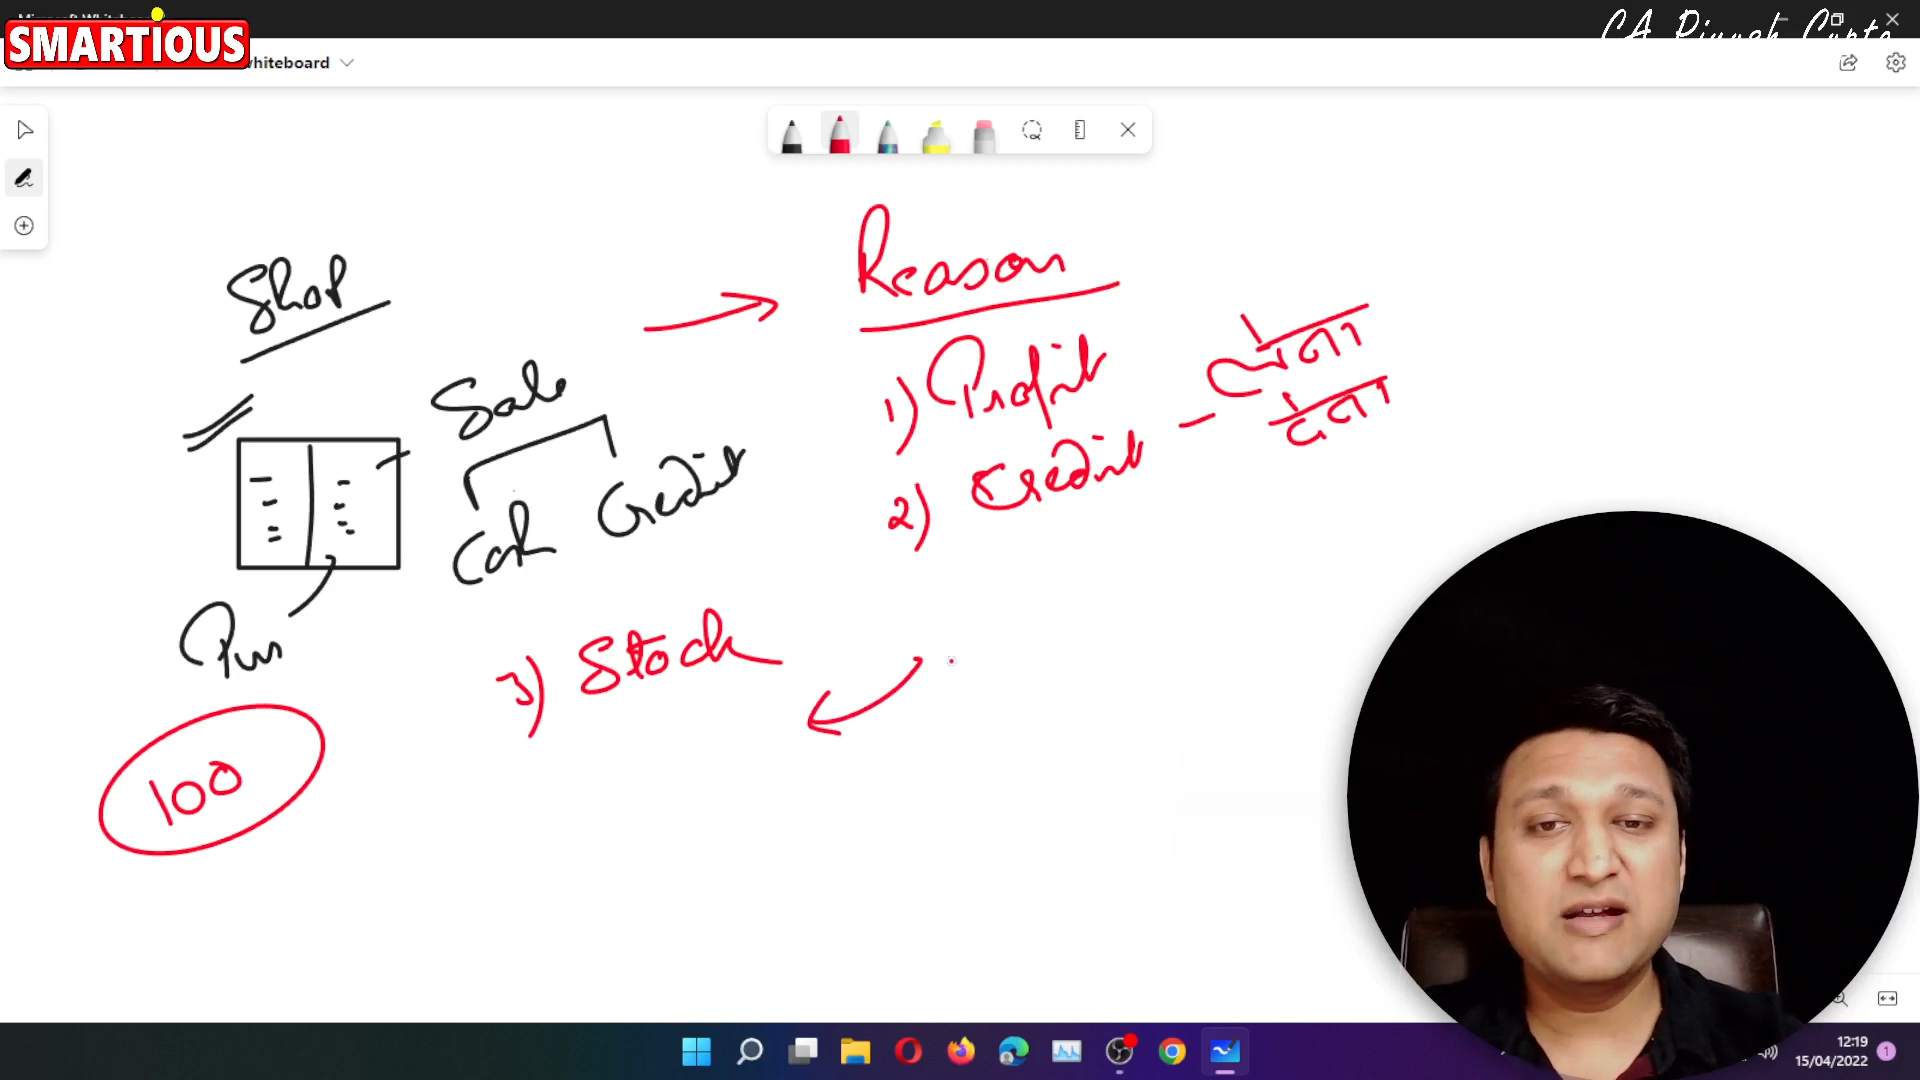 SMARTIOUS
Whiteboard
Shop
Reason
1) Profit
2) Credit - लेना
देना
Sale
Cash Credit
Pur
3) Stock
100
12:19
15/04/2022
1